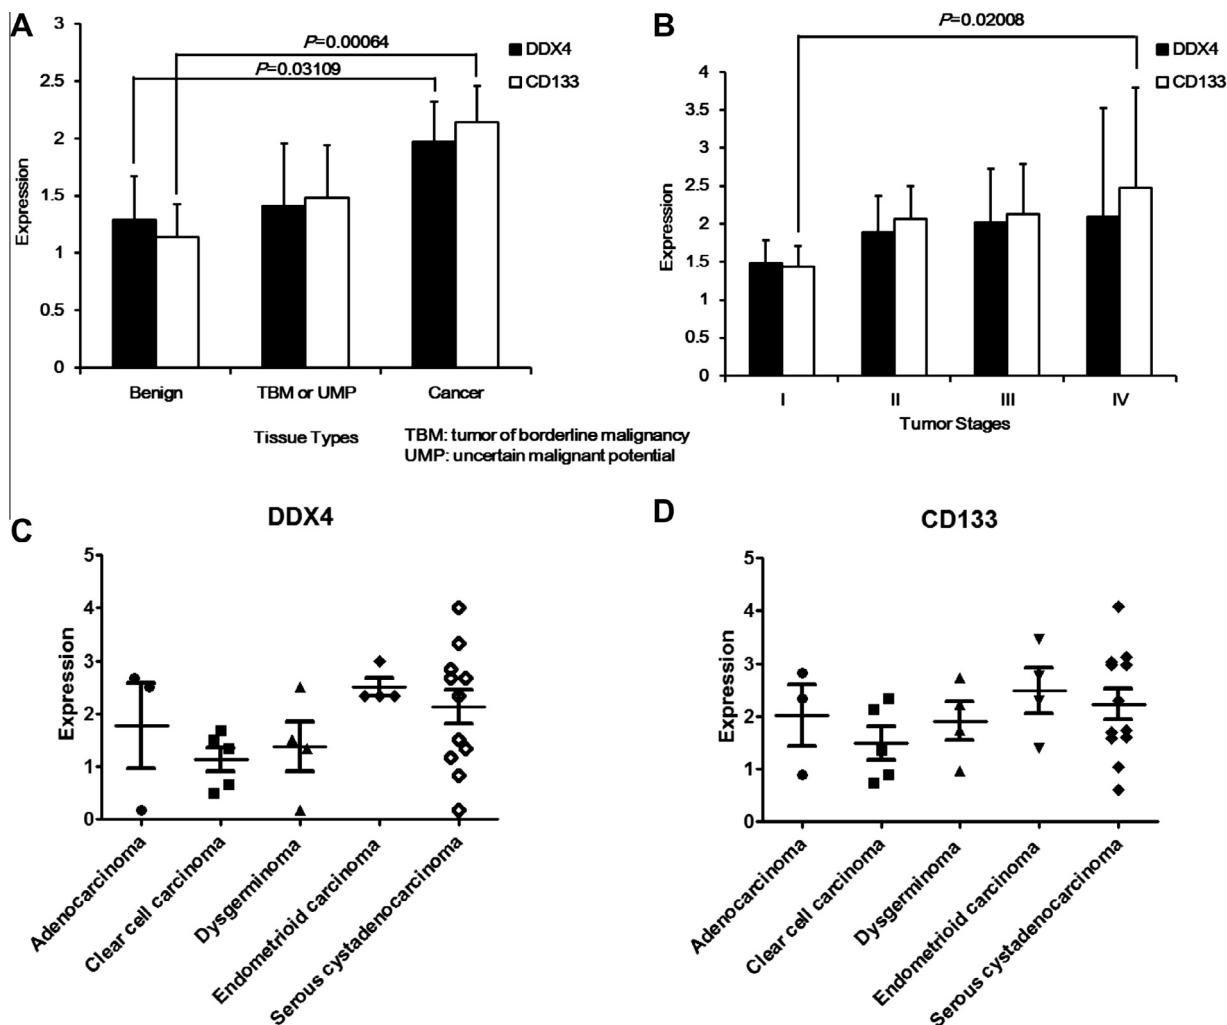 A
3
2.5
2
1.5
1
0.5
0
Expression
P=0.00064
P=0.03109
DDX4
CD133
Benign
TBM or UMP
Cancer
Tissue Types
TBM: tumor of borderline malignancy
UMP: uncertain malignant potential
B
P=0.02008
DDX4
CD133
4
3.5
3
2.5
2
1.5
1
0.5
0
Expression
I
II
III
IV
Tumor Stages
C
DDX4
5
4
3
2
1
0
Expression
Adenocarcinoma
Clear cell carcinoma
Dysgerminoma
Endometrioid carcinoma
Serous cystadenocarcinoma
D
CD133
5
4
3
2
1
0
Expression
Adenocarcinoma
Clear cell carcinoma
Dysgerminoma
Endometrioid carcinoma
Serous cystadenocarcinoma